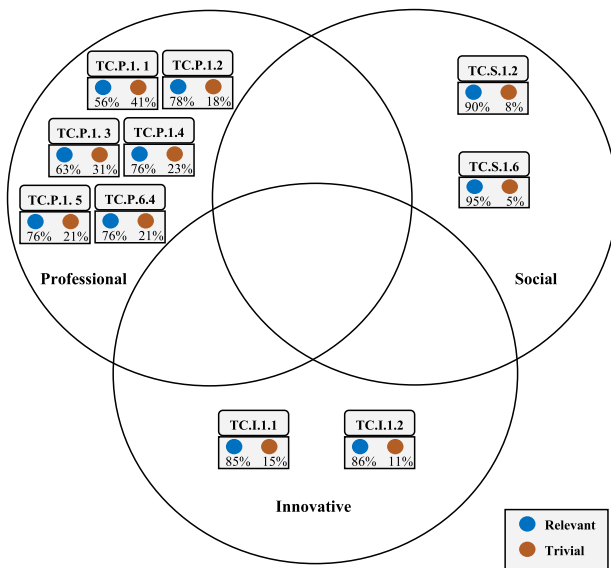 TC.P.1. 1 TC.P.1.2
56% 41% 78% 18%
TC.P.1. 3 TC.P.1.4
63% 31% 76% 23%
TC.P.1. 5 TC.P.6.4
76% 21% 76% 21%
Professional
TC.S.1.2
90% 8%
TC.S.1.6
95% 5%
Social
TC.I.1.1 TC.I.1.2
85% 15% 86% 11%
Innovative
Relevant
Trivial